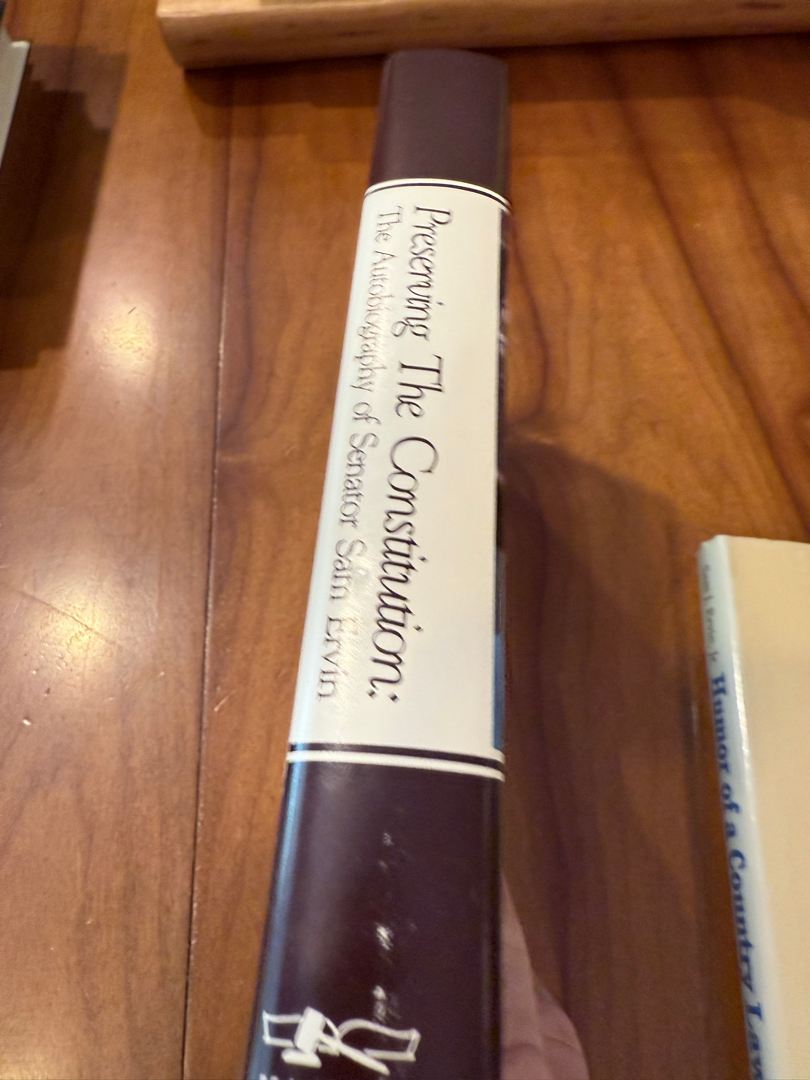 Preserving The Constitution:
The Autobiography of Senator Sam Ervin
Humor of a Country